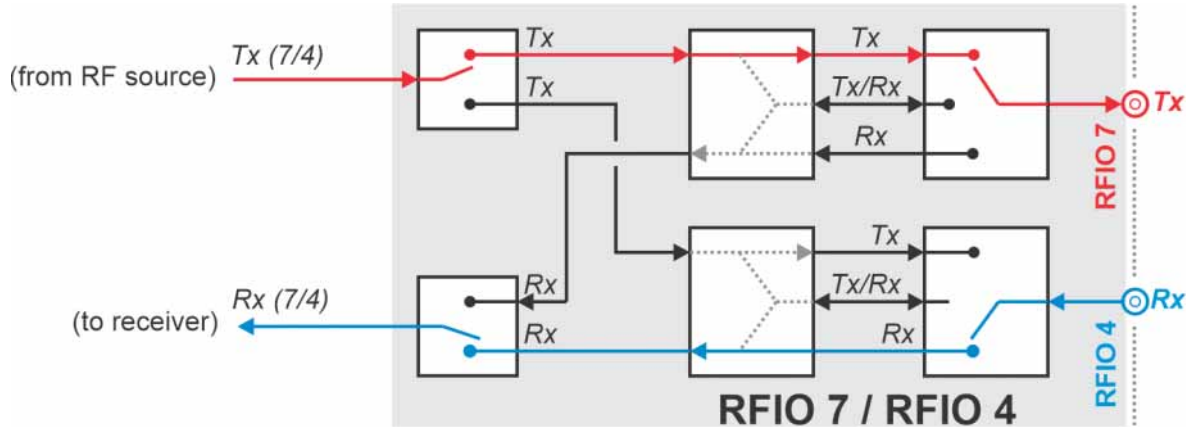 Tx (7/4)
(from RF source)
Tx
Tx
Tx
Tx/Rx
Rx
RFIO 7
Tx
Rx (7/4)
(to receiver)
Rx
Rx
Tx
Tx/Rx
Rx
RFIO 4
Rx
RFIO 7 / RFIO 4